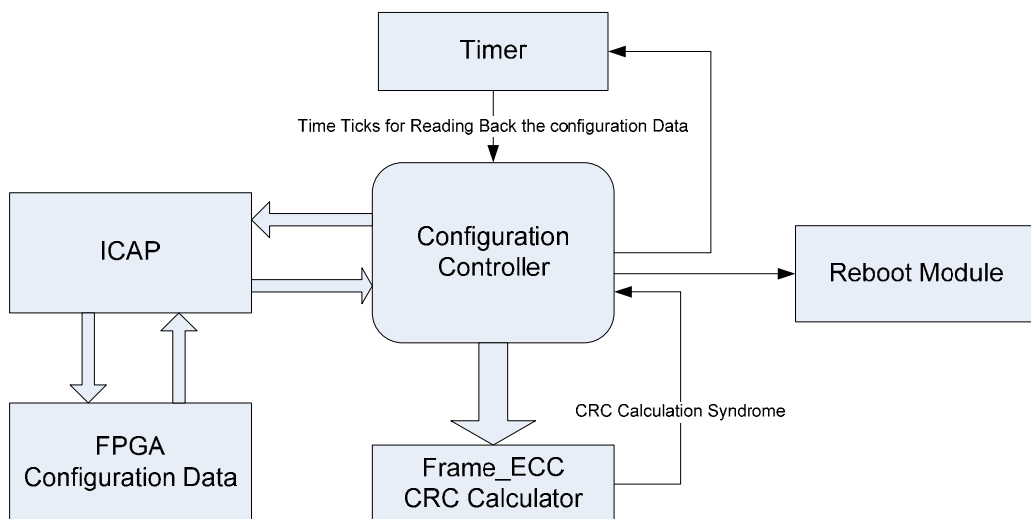 Timer
Time Ticks for Reading Back the configuration Data
ICAP
Configuration
Controller
Reboot Module
CRC Calculation Syndrome
FPGA
Configuration Data
Frame_ECC
CRC Calculator